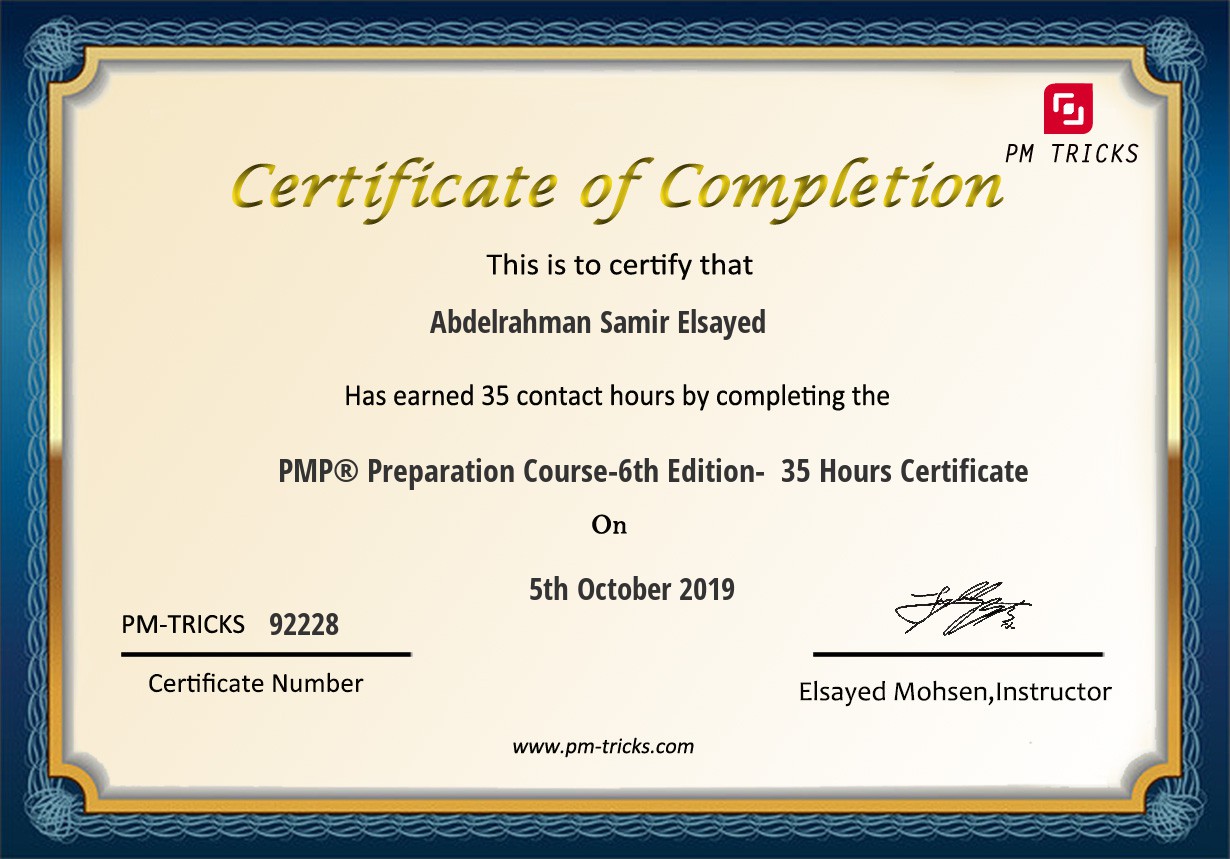 PM TRICKS
Certificate of Completion
This is to certify that
Abdelrahman Samir Elsayed
Has earned 35 contact hours by completing the
PMP® Preparation Course-6th Edition-  35 Hours Certificate
On
5th October 2019
PM-TRICKS 92228
Certificate Number
Elsayed Mohsen,Instructor
www.pm-tricks.com